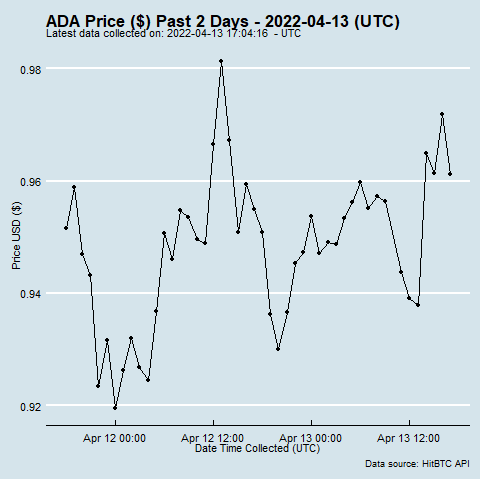 ADA Price ($) Past 2 Days - 2022-04-13 (UTC)
Latest data collected on: 2022-04-13 17:04:16 - UTC
0.98
0.96
0.94
0.92
Price USD ($)
Apr 12 00:00 Apr 12 12:00 Apr 13 00:00 Apr 13 12:00
Date Time Collected (UTC)
Data source: HitBTC API